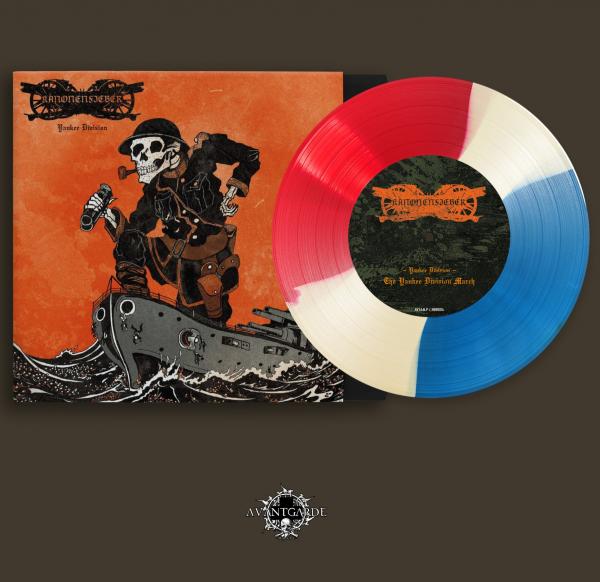 KANONENFIEBER
Yankee Division
KANONENFIEBER
~ Yankee Division ~
The Yankee Division March
AVANTGARDE